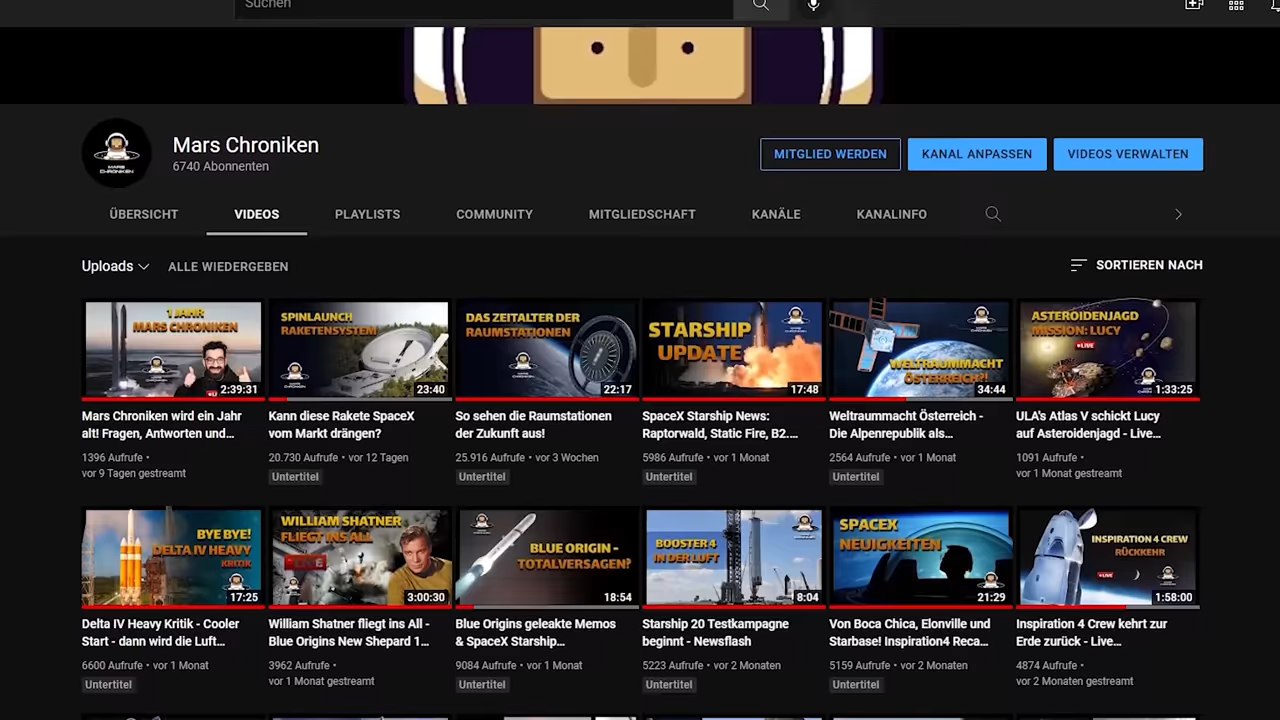 Suchen
Mars Chroniken
6740 Abonnenten
MITGLIED WERDEN
KANAL ANPASSEN
VIDEOS VERWALTEN
ÜBERSICHT
VIDEOS
PLAYLISTS
COMMUNITY
MITGLIEDSCHAFT
KANÄLE
KANALINFO
Uploads
ALLE WIEDERGEBEN
SORTIEREN NACH
1 JAHR
MARS CHRONIKEN
2:39:31
Mars Chroniken wird ein Jahr
alt! Fragen, Antworten und...
1396 Aufrufe •
vor 9 Tagen gestreamt
SPINLAUNCH
RAKETENSYSTEM
23:40
Kann diese Rakete SpaceX
vom Markt drängen?
20.730 Aufrufe • vor 12 Tagen
Untertitel
DAS ZEITALTER DER
RAUMSTATIONEN
22:17
So sehen die Raumstationen
der Zukunft aus!
25.916 Aufrufe • vor 3 Wochen
Untertitel
STARSHIP
UPDATE
17:48
SpaceX Starship News:
Raptorwald, Static Fire, B2....
5986 Aufrufe • vor 1 Monat
Untertitel
WELTRAUMMACHT
ÖSTERREICH?!
34:44
Weltraummacht Österreich -
Die Alpenrepublik als...
2564 Aufrufe • vor 1 Monat
Untertitel
ASTEROIDENJAGD
MISSION: LUCY
LIVE
1:33:25
ULA's Atlas V schickt Lucy
auf Asteroidenjagd - Live...
1091 Aufrufe •
vor 1 Monat gestreamt
BYE BYE!
DELTA IV HEAVY
KRITIK
17:25
Delta IV Heavy Kritik - Cooler
Start - dann wird die Luft...
6600 Aufrufe • vor 1 Monat
Untertitel
WILLIAM SHATNER
FLIEGT INS ALL
3:00:30
William Shatner fliegt ins All -
Blue Origins New Shepard 1...
3962 Aufrufe •
vor 1 Monat gestreamt
BLUE ORIGIN -
TOTALVERSAGEN?
18:54
Blue Origins geleakte Memos
& SpaceX Starship...
9084 Aufrufe • vor 1 Monat
Untertitel
BOOSTER 4
IN DER LUFT
8:04
Starship 20 Testkampagne
beginnt - Newsflash
5223 Aufrufe • vor 2 Monaten
Untertitel
SPACEX
NEUIGKEITEN
21:29
Von Boca Chica, Elonville und
Starbase! Inspiration4 Reca...
5159 Aufrufe • vor 2 Monaten
Untertitel
INSPIRATION 4 CREW
RÜCKKEHR
LIVE
1:58:00
Inspiration 4 Crew kehrt zur
Erde zurück - Live...
4874 Aufrufe •
vor 2 Monaten gestreamt